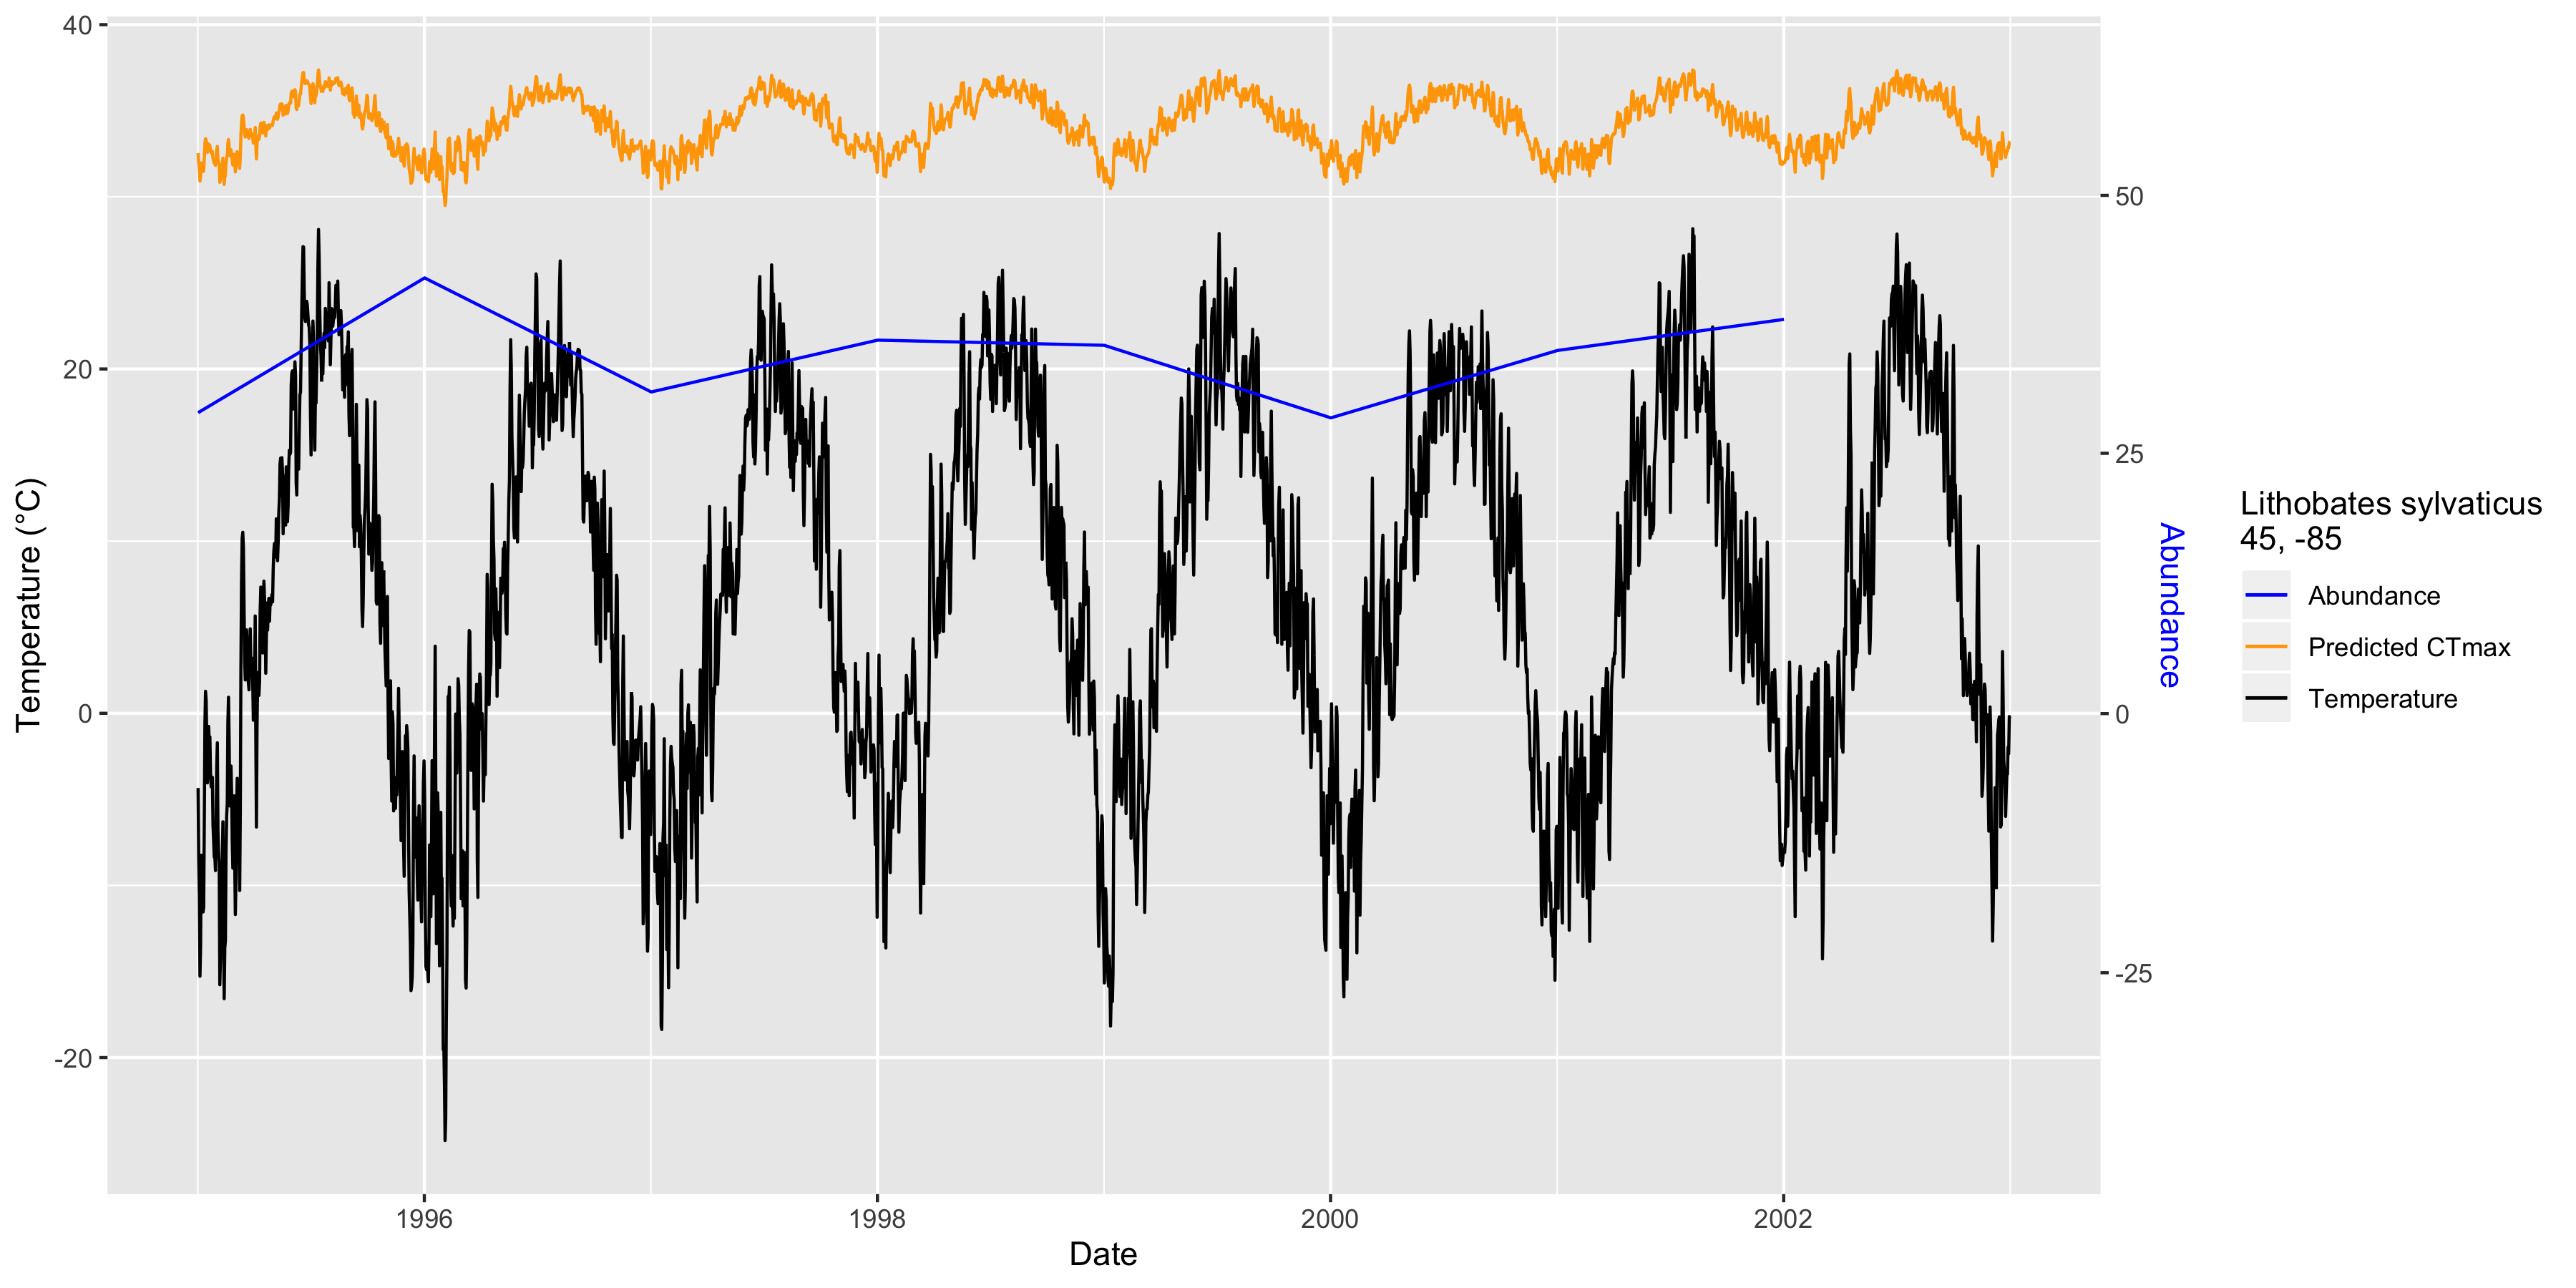 40
20
0
-20
Temperature (°C)
1996
1998
2000
2002
Date
50
25
0
-25
Abundance
Lithobates sylvaticus
45, -85
Abundance
Predicted CTmax
Temperature